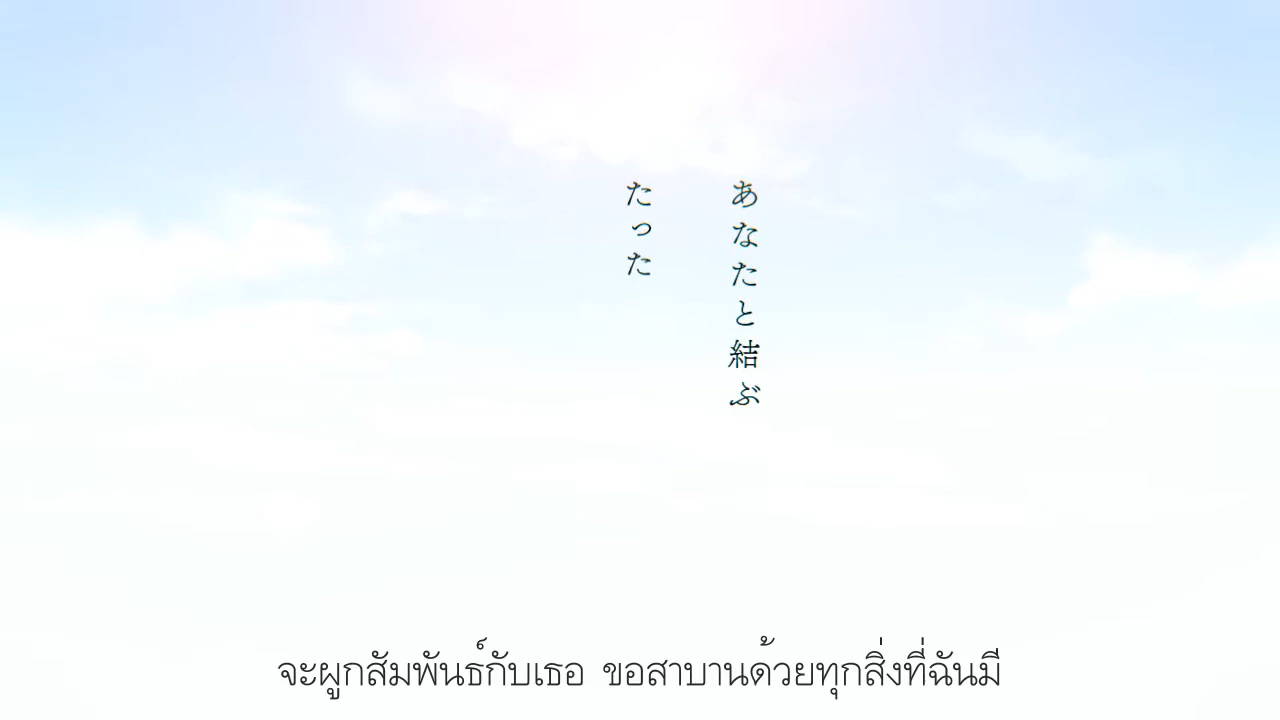 あなたと結ぶ
たった
จะผูกสัมพันธ์กับเธอ ขอสาบานด้วยทุกสิ่งที่ฉันมี